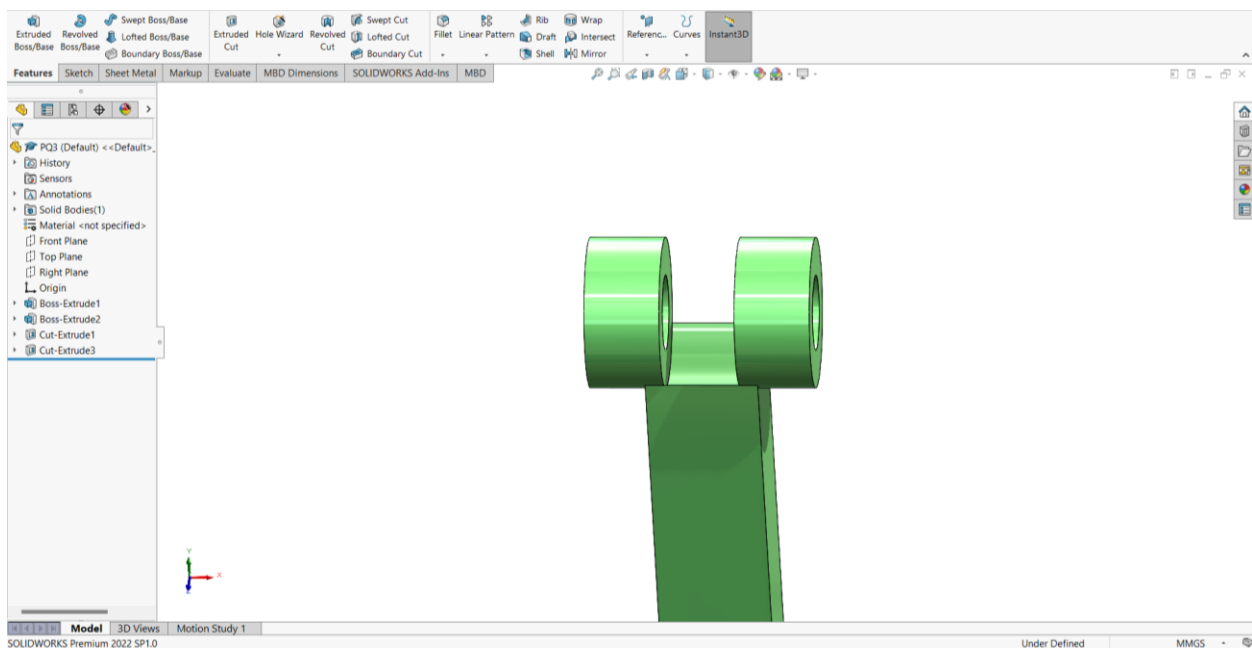 Extruded Boss/Base
Revolved Boss/Base
Swept Boss/Base
Lofted Boss/Base
Boundary Boss/Base
Extruded Cut
Hole Wizard
Revolved Cut
Swept Cut
Lofted Cut
Boundary Cut
Fillet
Linear Pattern
Rib
Draft
Shell
Wrap
Intersect
Mirror
Referenc...
Curves
Instant3D
Features Sketch Sheet Metal Markup Evaluate MBD Dimensions SOLIDWORKS Add-Ins MBD
PQ3 (Default) <<Default>_
History
Sensors
Annotations
Solid Bodies(1)
Material <not specified>
Front Plane
Top Plane
Right Plane
Origin
Boss-Extrude1
Boss-Extrude2
Cut-Extrude1
Cut-Extrude3
Y
X
Z
Model 3D Views Motion Study 1
SOLIDWORKS Premium 2022 SP1.0 Under Defined MMGS